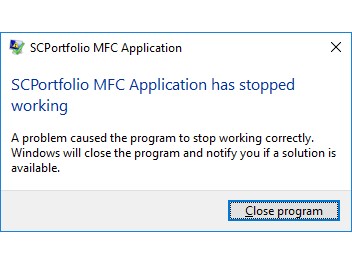 SCPortfolio MFC Application
SCPortfolio MFC Application has stopped
working
A problem caused the program to stop working correctly.
Windows will close the program and notify you if a solution is
available.
Close program